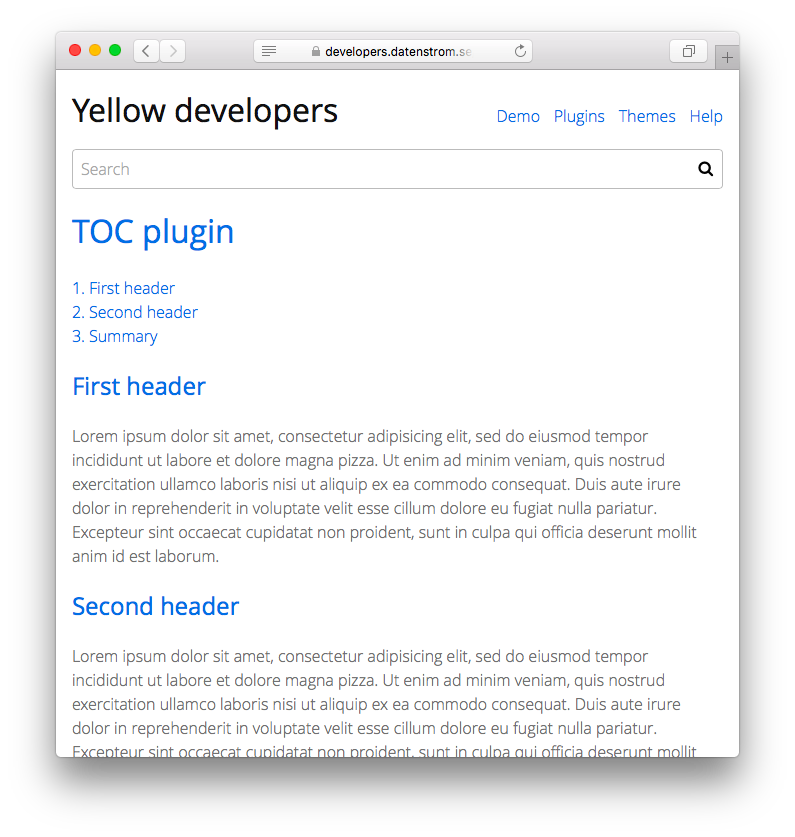 developers.datenstrom.se
Yellow developers
Demo Plugins Themes Help
Search
TOC plugin
1. First header
2. Second header
3. Summary
First header
Lorem ipsum dolor sit amet, consectetur adipisicing elit, sed do eiusmod tempor
incididunt ut labore et dolore magna pizza. Ut enim ad minim veniam, quis nostrud
exercitation ullamco laboris nisi ut aliquip ex ea commodo consequat. Duis aute irure
dolor in reprehenderit in voluptate velit esse cillum dolore eu fugiat nulla pariatur.
Excepteur sint occaecat cupidatat non proident, sunt in culpa qui officia deserunt mollit
anim id est laborum.
Second header
Lorem ipsum dolor sit amet, consectetur adipisicing elit, sed do eiusmod tempor
incididunt ut labore et dolore magna pizza. Ut enim ad minim veniam, quis nostrud
exercitation ullamco laboris nisi ut aliquip ex ea commodo consequat. Duis aute irure
dolor in reprehenderit in voluptate velit esse cillum dolore eu fugiat nulla pariatur.
Excepteur sint occaecat cupidatat non proident, sunt in culpa qui officia deserunt mollit